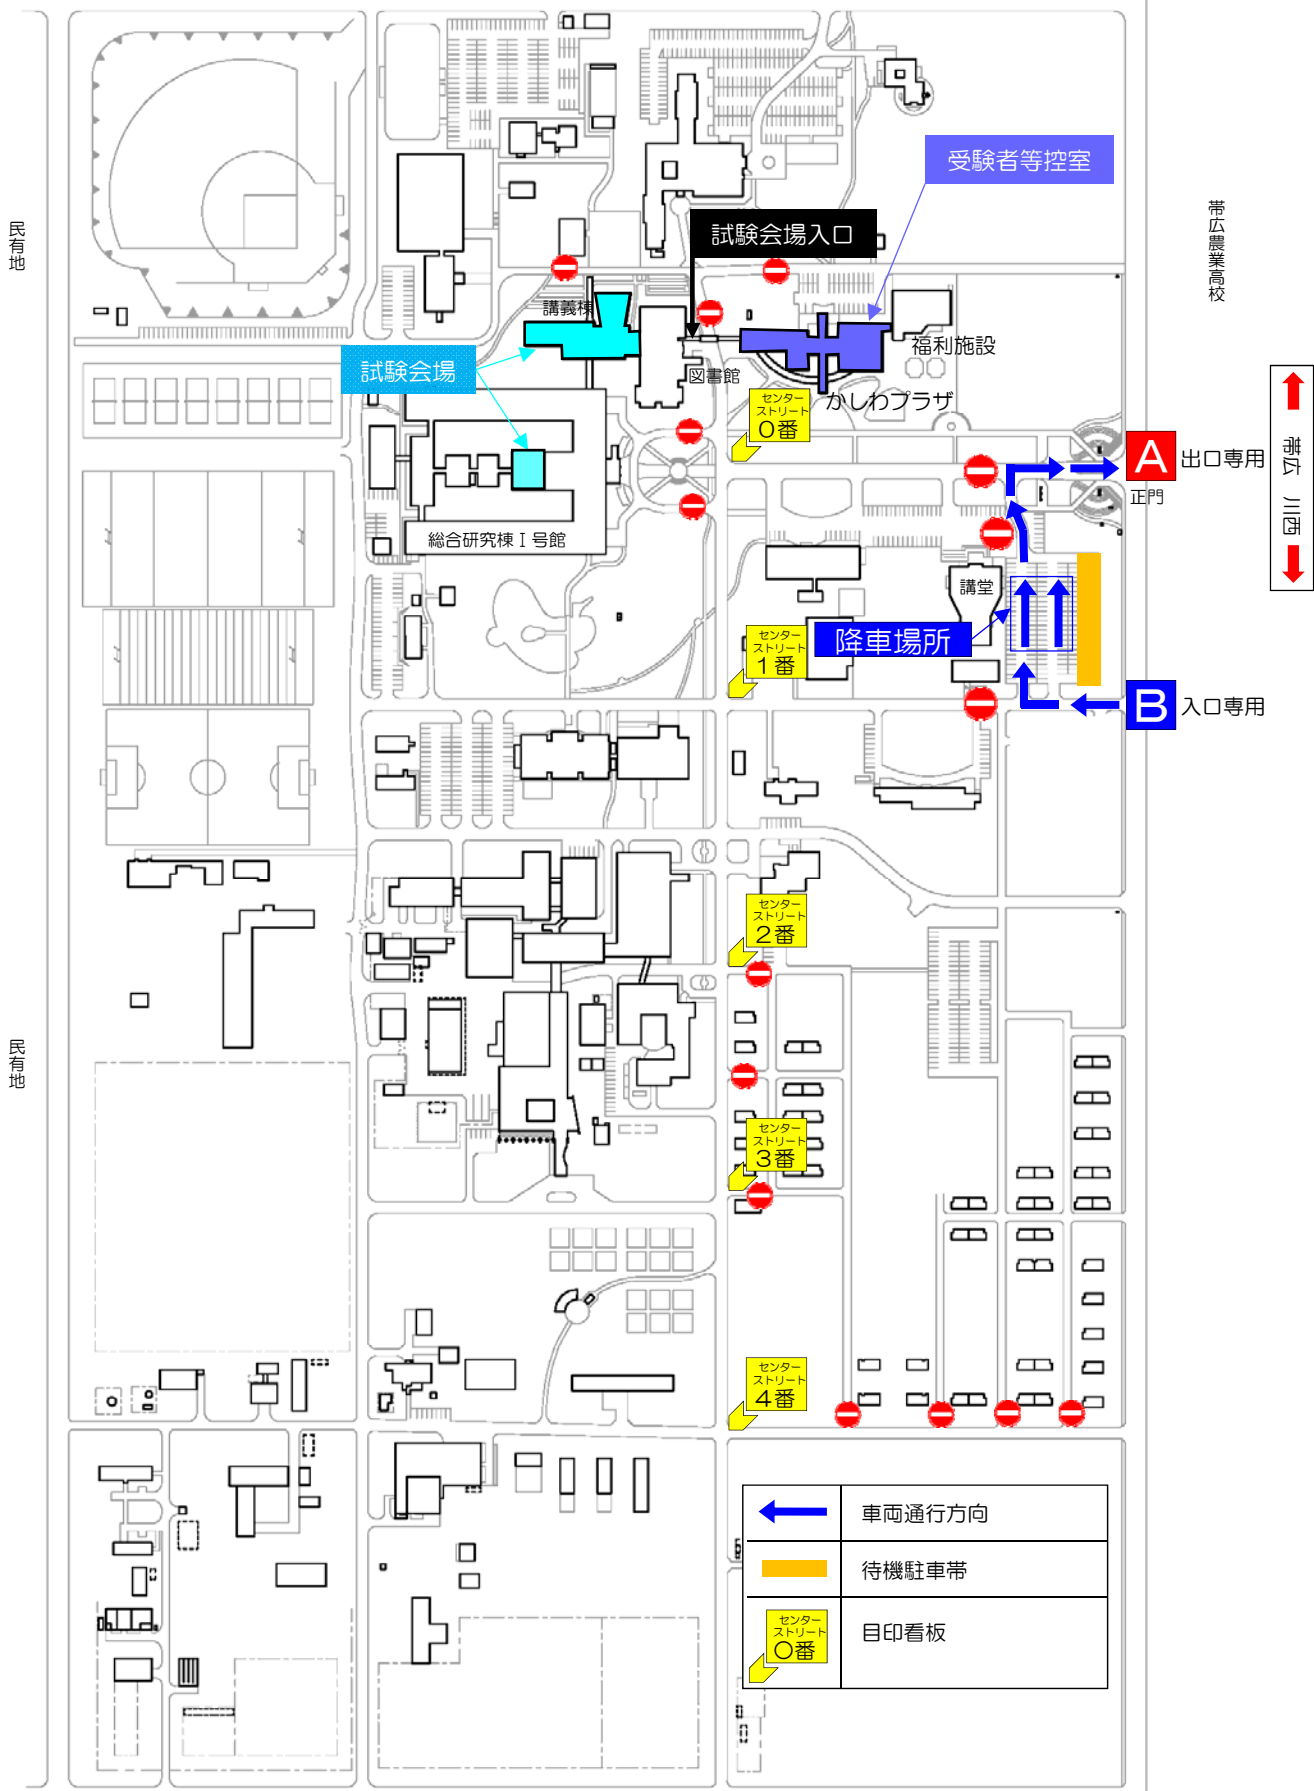 受験者等控室
試験会場入口
民有地
帯広農業高校
講義棟
福利施設
試験会場
図書館
かしわプラザ
センター
ストリート
0番
A
出口専用
正門
帯広
川西
総合研究棟Ⅰ号館
講堂
降車場所
センター
ストリート
1番
B
入口専用
センター
ストリート
2番
民有地
センター
ストリート
3番
センター
ストリート
4番
車両通行方向
待機駐車帯
センター
ストリート
〇番
目印看板